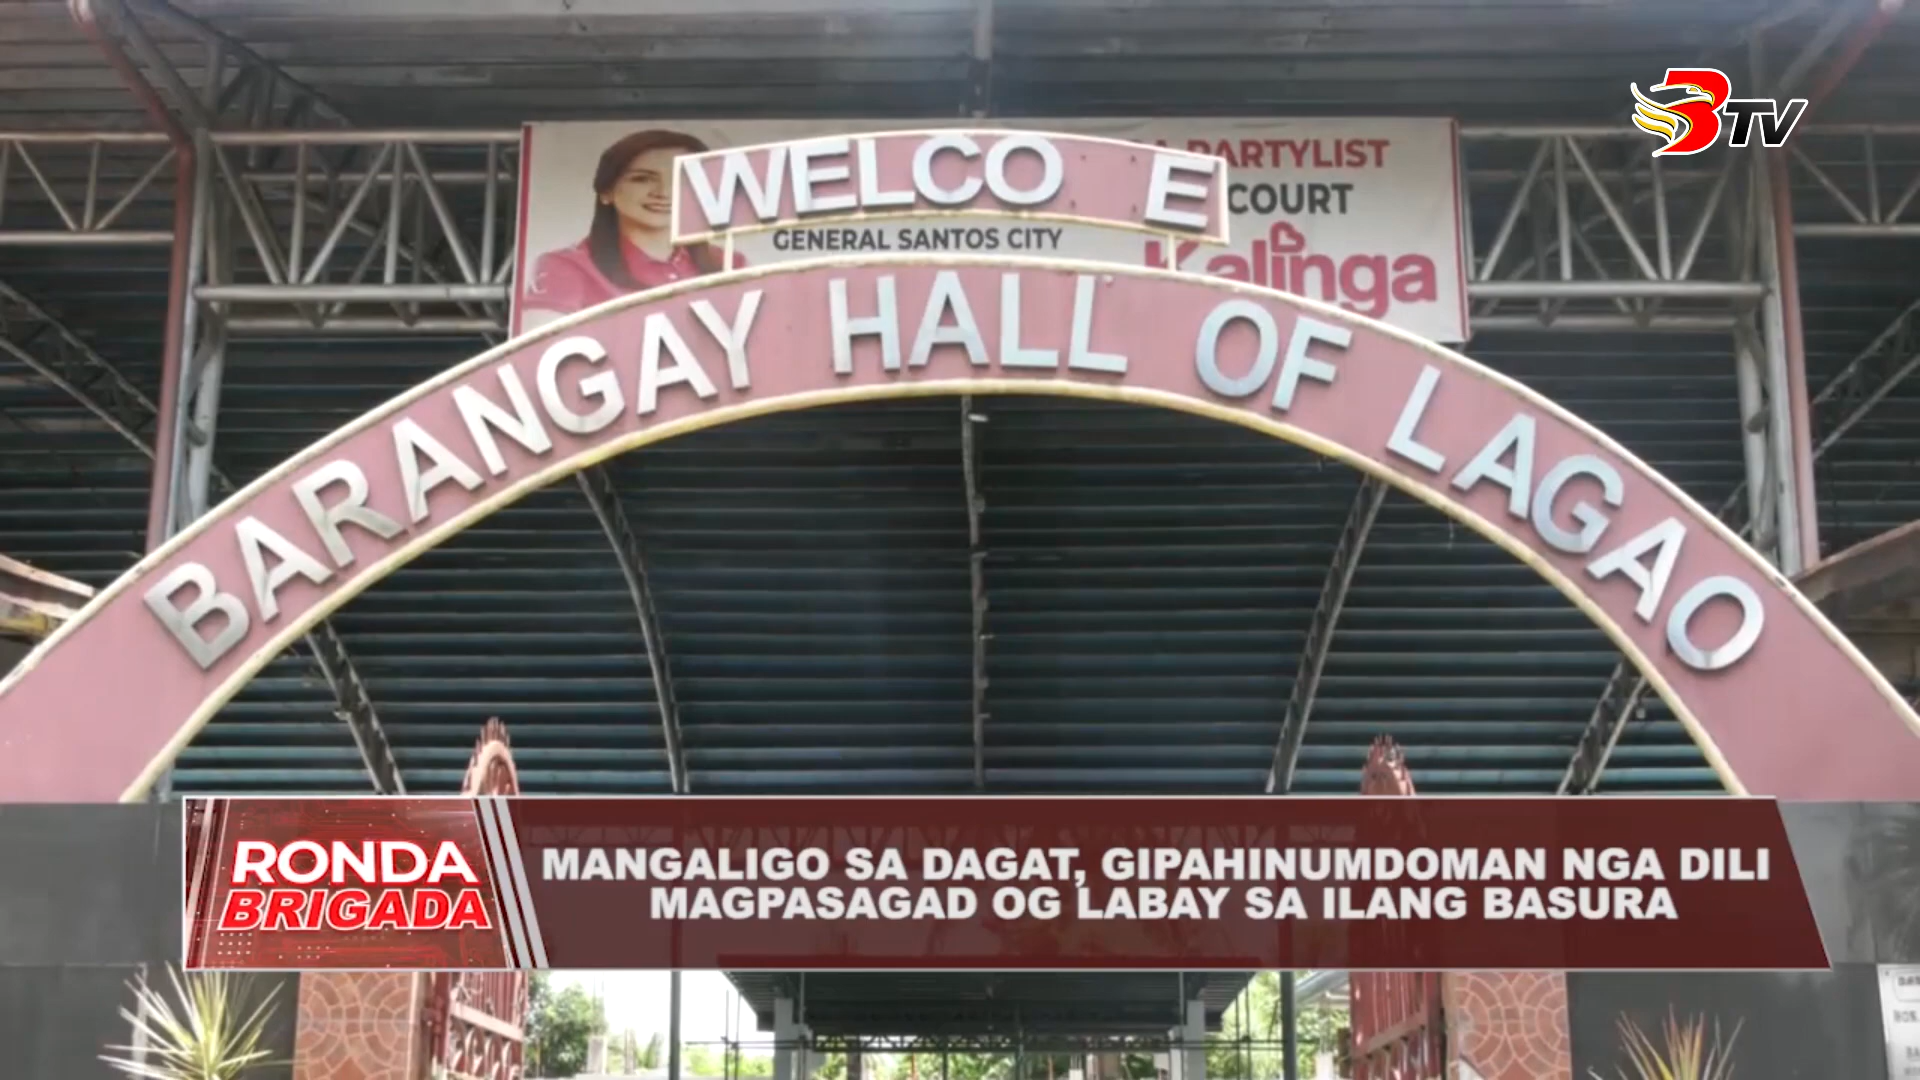 BTV
A PARTYLIST
COURT
WELCO E
GENERAL SANTOS CITY
Kalinga
BARANGAY HALL OF LAGAO
RONDA
BRIGADA
MANGALIGO SA DAGAT, GIPAHINUMDOMAN NGA DILI
MAGPASAGAD OG LABAY SA ILANG BASURA